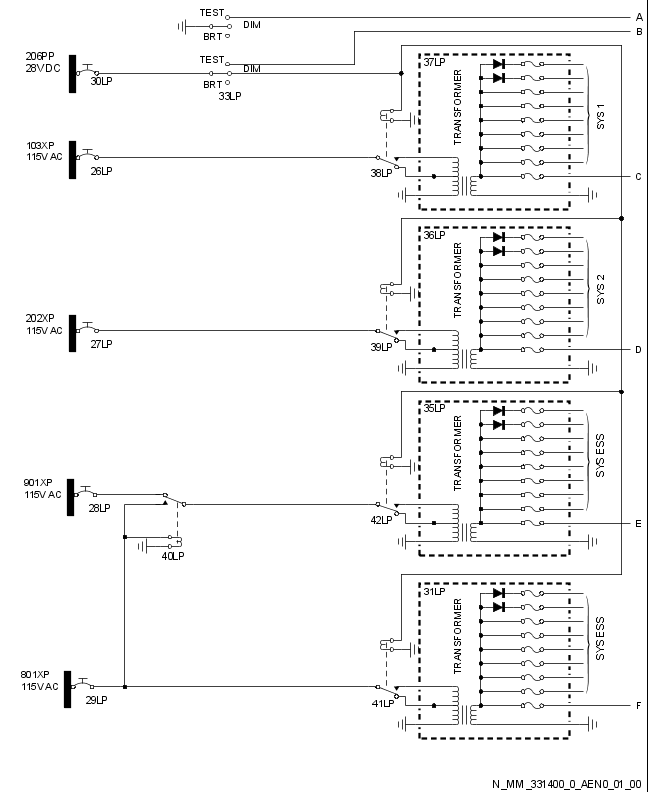 TEST
DIM
A
BRT
B
206PP
28VDC
TEST
DIM
30LP
BRT
33LP
37LP
TRANSFORMER
SYS 1
103XP
115V AC
26LP
38LP
C
36LP
TRANSFORMER
SYS 2
202XP
115V AC
27LP
39LP
D
35LP
TRANSFORMER
SYS ESS
901XP
115V AC
28LP
42LP
E
40LP
31LP
TRANSFORMER
SYS ESS
801XP
115V AC
29LP
41LP
F
N_MM_331400_0_AEN0_01_00